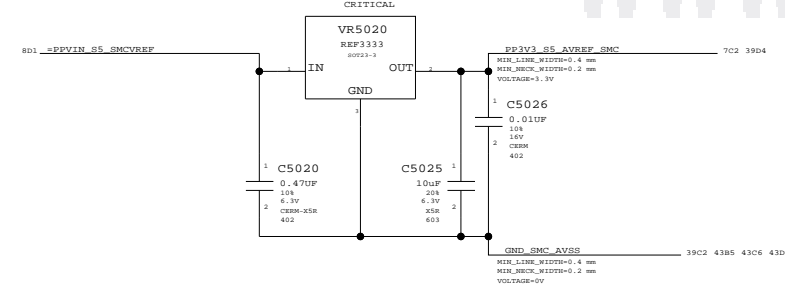 CRITICAL
VR5020
REF3333
SOT23-3
8D1 =PPVIN_S5_SMCVREF
PP3V3_S5_AVREF_SMC 7C2 39D4
MIN_LINE_WIDTH=0.4 mm
MIN_NECK_WIDTH=0.2 mm
VOLTAGE=3.3V
1 IN OUT 2
GND
3
1 C5026
0.01UF
10%
16V
2 CERM
402
1 C5020
0.47UF
10%
6.3V
2 CERM-X5R
402
C5025 1
10uF
20%
6.3V
X5R 2
603
GND_SMC_AVSS 39C2 43B5 43C6 43D
MIN_LINE_WIDTH=0.4 mm
MIN_NECK_WIDTH=0.2 mm
VOLTAGE=0V